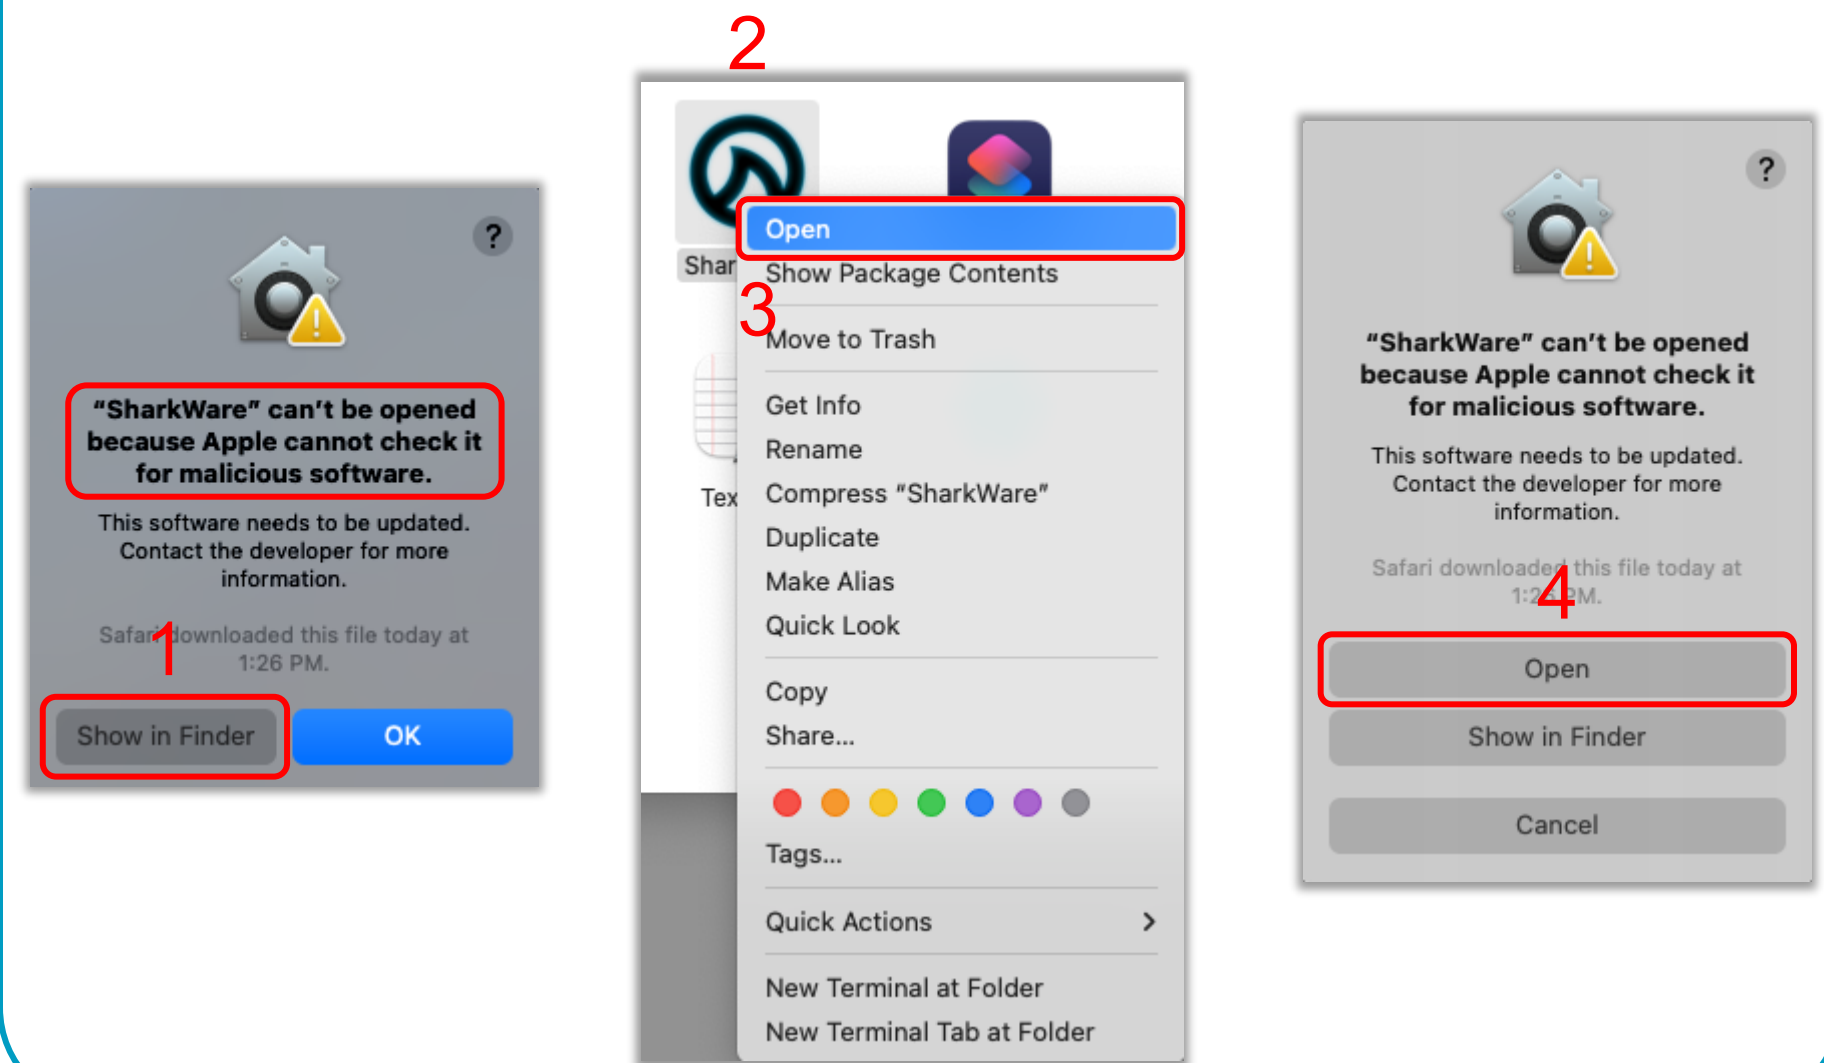 ?
"SharkWare" can't be opened
because Apple cannot check it
for malicious software.
This software needs to be updated.
Contact the developer for more
information.
Safari downloaded this file today at
1:26 PM.
1
Show in Finder
OK
2
Shar
Open
Show Package Contents
3
Move to Trash
Get Info
Rename
Tex
Compress "SharkWare"
Duplicate
Make Alias
Quick Look
Copy
Share...
Tags...
Quick Actions
New Terminal at Folder
New Terminal Tab at Folder
?
"SharkWare" can't be opened
because Apple cannot check it
for malicious software.
This software needs to be updated.
Contact the developer for more
information.
Safari downloaded this file today at
1:26 PM.
4
Open
Show in Finder
Cancel